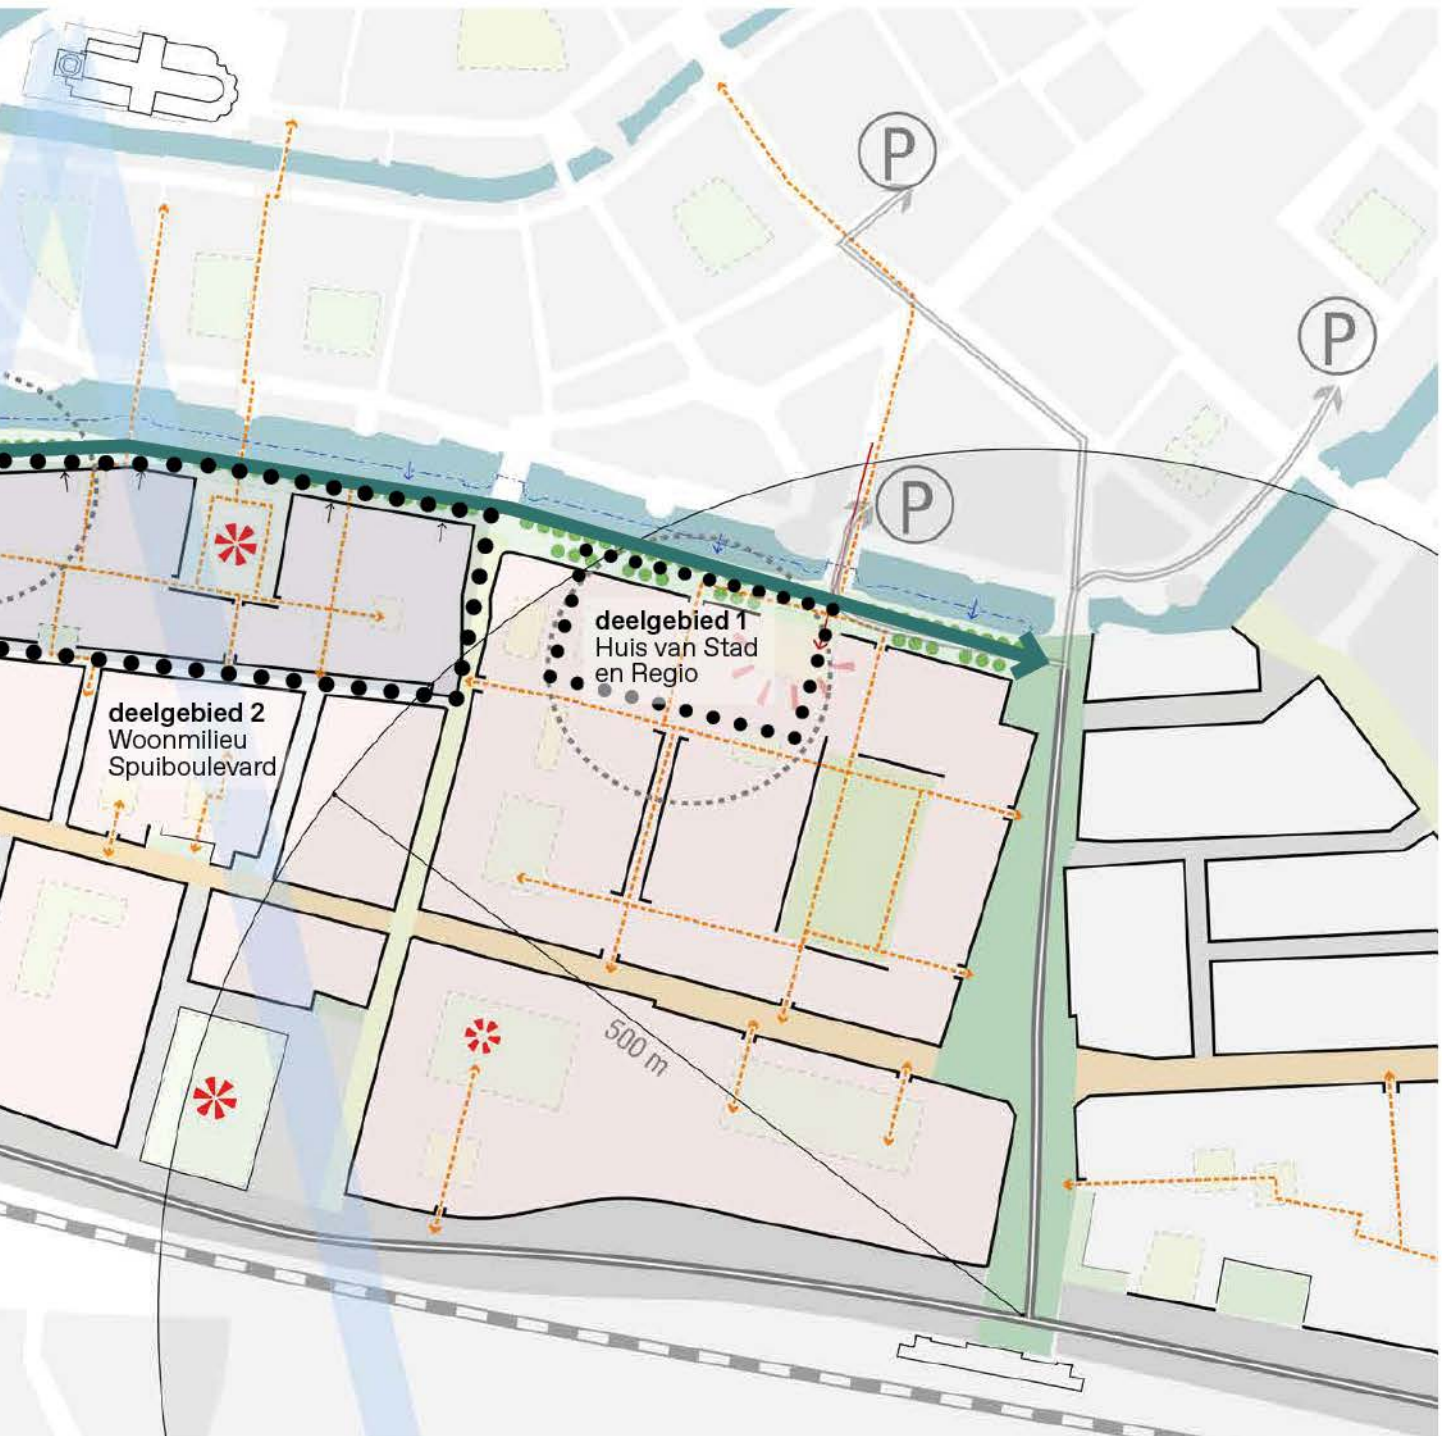 P
P
P
deelgebied 1
Huis van Stad
en Regio
deelgebied 2
Woonmilieu
Spuiboulevard
500 m